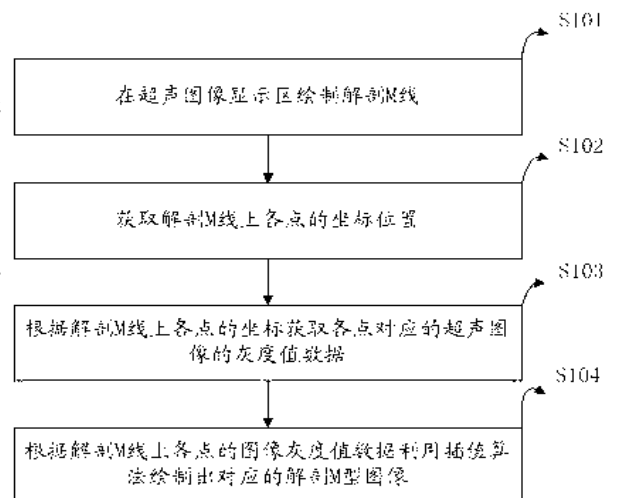 S101
在超声图像显示区绘制解剖M线
S102
获取解剖M线上各点的坐标位置
S103
根据解剖M线上各点的坐标获取各点对应的超声图
像的灰度值数据
S104
根据解剖M线上各点的图像灰度值数据利用插值算
法绘制出对应的解剖M型图像